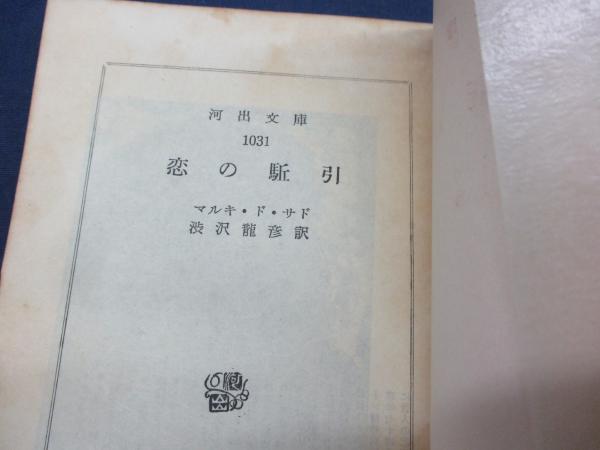 河出文庫
1031
恋の駈引
マルキ・ド・サド
渋沢龍彦訳